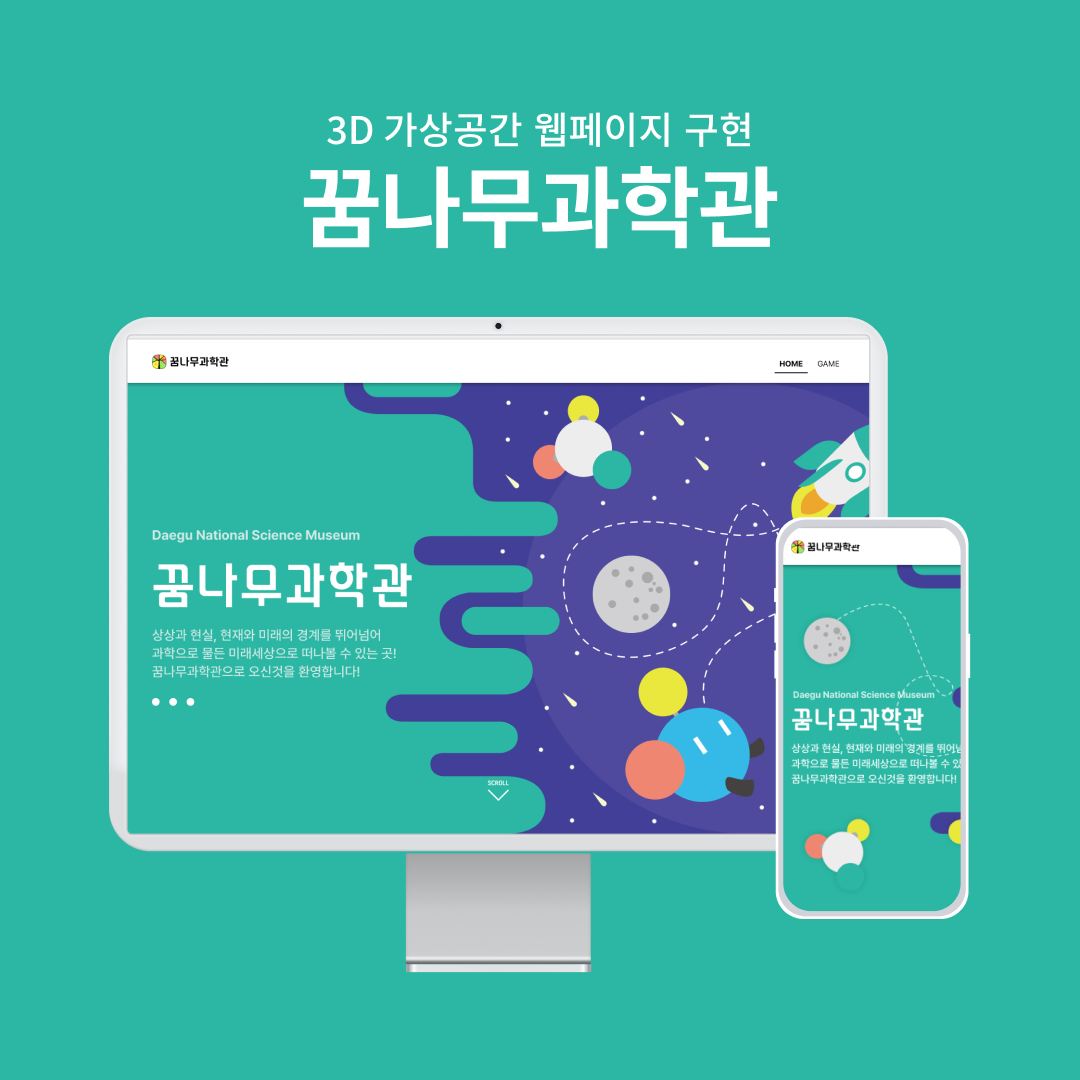 3D 가상공간 웹페이지 구현
꿈나무과학관
꿈나무과학관
HOME GAME
Daegu National Science Museum
꿈나무과학관
상상과 현실, 현재와 미래의 경계를 뛰어넘어
과학으로 물든 미래세상으로 떠나볼 수 있는 곳!
꿈나무과학관으로 오신것을 환영합니다!
SCROLL
꿈나무과학관
Daegu National Science Museum
꿈나무과학관
상상과 현실, 현재와 미래의 경계를 뛰어넘
과학으로 물든 미래세상으로 떠나볼 수 있
꿈나무과학관으로 오신것을 환영합니다!